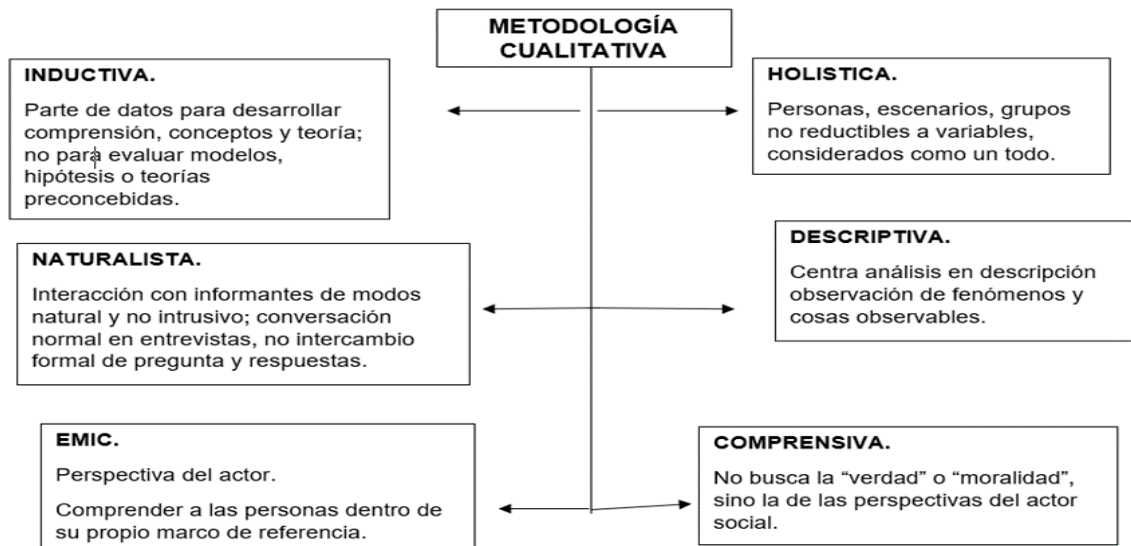 METODOLOGÍA
CUALITATIVA
INDUCTIVA.
Parte de datos para desarrollar
comprensión, conceptos y teoría;
no para evaluar modelos,
hipótesis o teorías
preconcebidas.
HOLISTICA.
Personas, escenarios, grupos
no reductibles a variables,
considerados como un todo.
NATURALISTA.
Interacción con informantes de modos
natural y no intrusivo; conversación
normal en entrevistas, no intercambio
formal de pregunta y respuestas.
DESCRIPTIVA.
Centra análisis en descripción
observación de fenómenos y
cosas observables.
EMIC.
Perspectiva del actor.
Comprender a las personas dentro de
su propio marco de referencia.
COMPRENSIVA.
No busca la “verdad” o “moralidad”,
sino la de las perspectivas del actor
social.